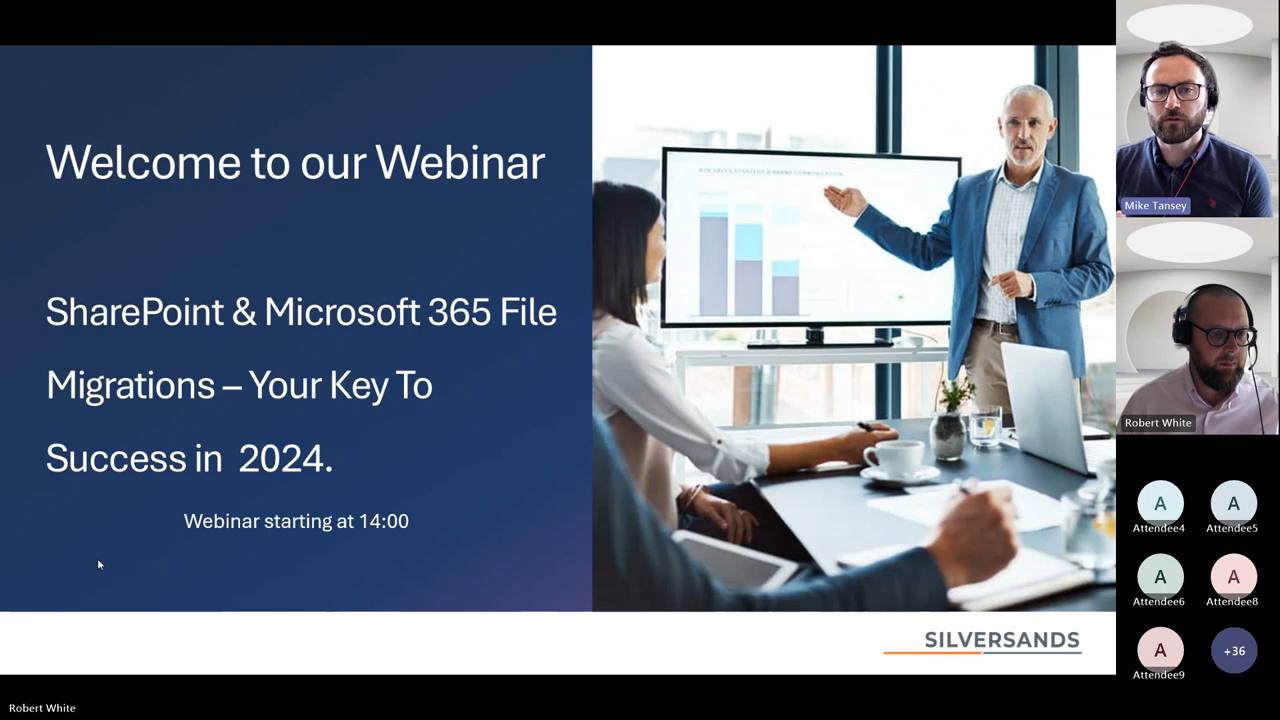 Welcome to our Webinar
SharePoint & Microsoft 365 File
Migrations – Your Key To
Success in 2024.
Webinar starting at 14:00
SILVERSANDS
Mike Tansey
Robert White
A
A
Attendee4
Attendee5
A
A
Attendee6
Attendee8
A
+36
Attendee9
Robert White